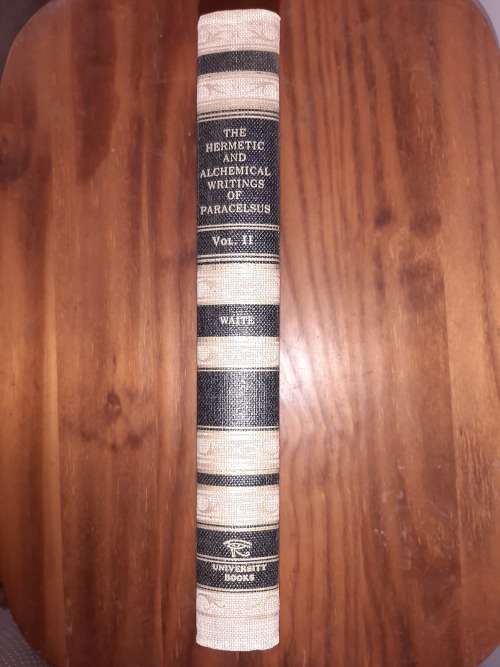 THE
HERMETIC
AND
ALCHEMICAL
WRITINGS
OF
PARACELSUS
VOL. II
WAITE
UNIVERSITY
BOOKS